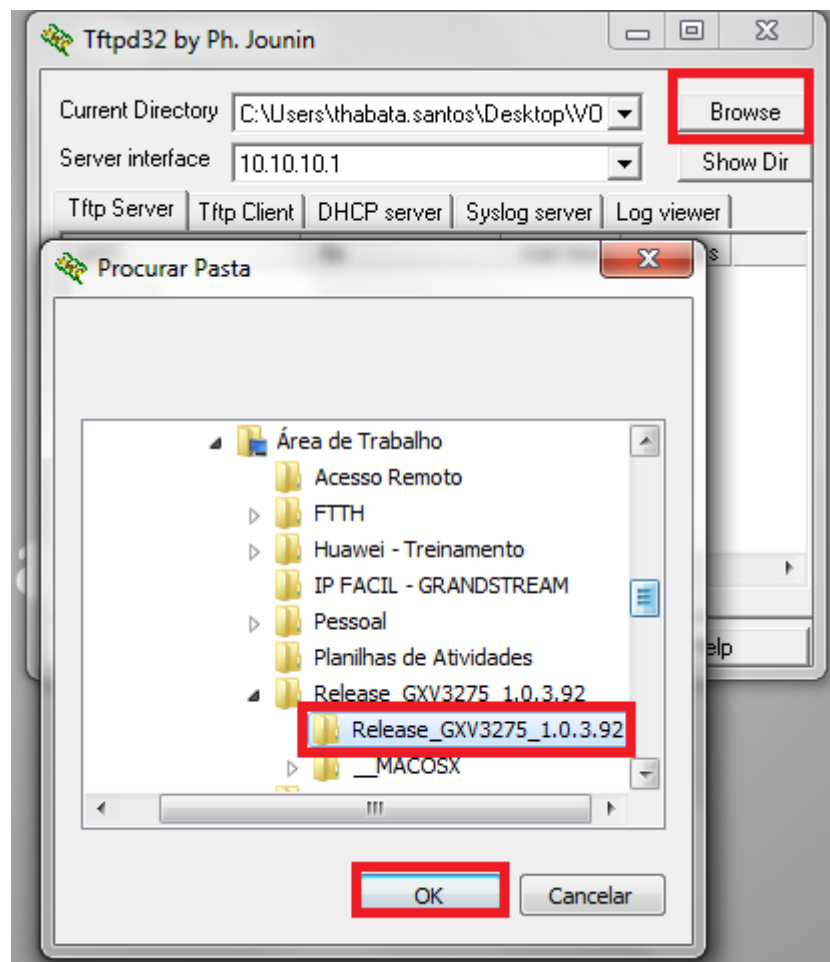 Tftpd32 by Ph. Jounin
Current Directory C:\Users\thabata.santos\Desktop\VO Browse
Server interface 10.10.10.1 Show Dir
Tftp Server Tftp Client DHCP server Syslog server Log viewer
Procurar Pasta
Área de Trabalho
Acesso Remoto
FTTH
Huawei - Treinamento
IP FACIL - GRANDSTREAM
Pessoal
Planilhas de Atividades
elp
Release_GXV3275_1.0.3.92
Release_GXV3275_1.0.3.92
__MACOSX
OK Cancelar